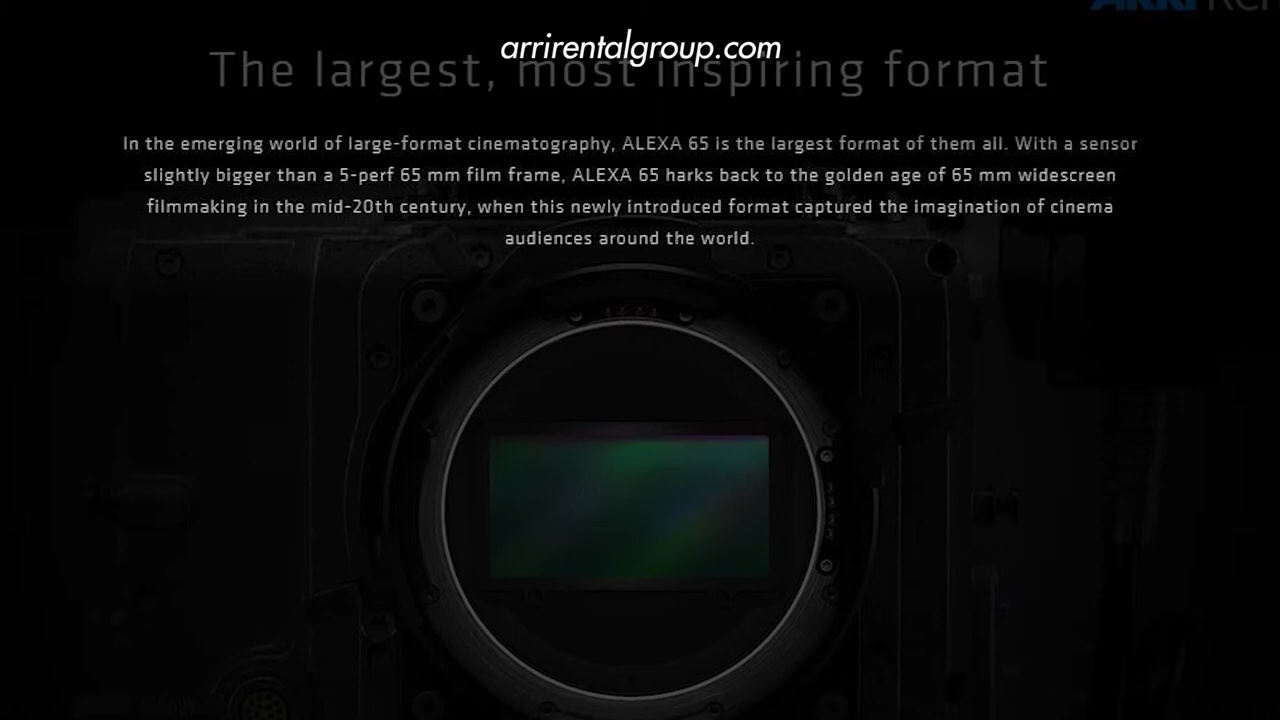 ARRI Ren
arrirentalgroup.com
The largest, most inspiring format
In the emerging world of large-format cinematography, ALEXA 65 is the largest format of them all. With a sensor
slightly bigger than a 5-perf 65 mm film frame, ALEXA 65 harks back to the golden age of 65 mm widescreen
filmmaking in the mid-20th century, when this newly introduced format captured the imagination of cinema
audiences around the world.